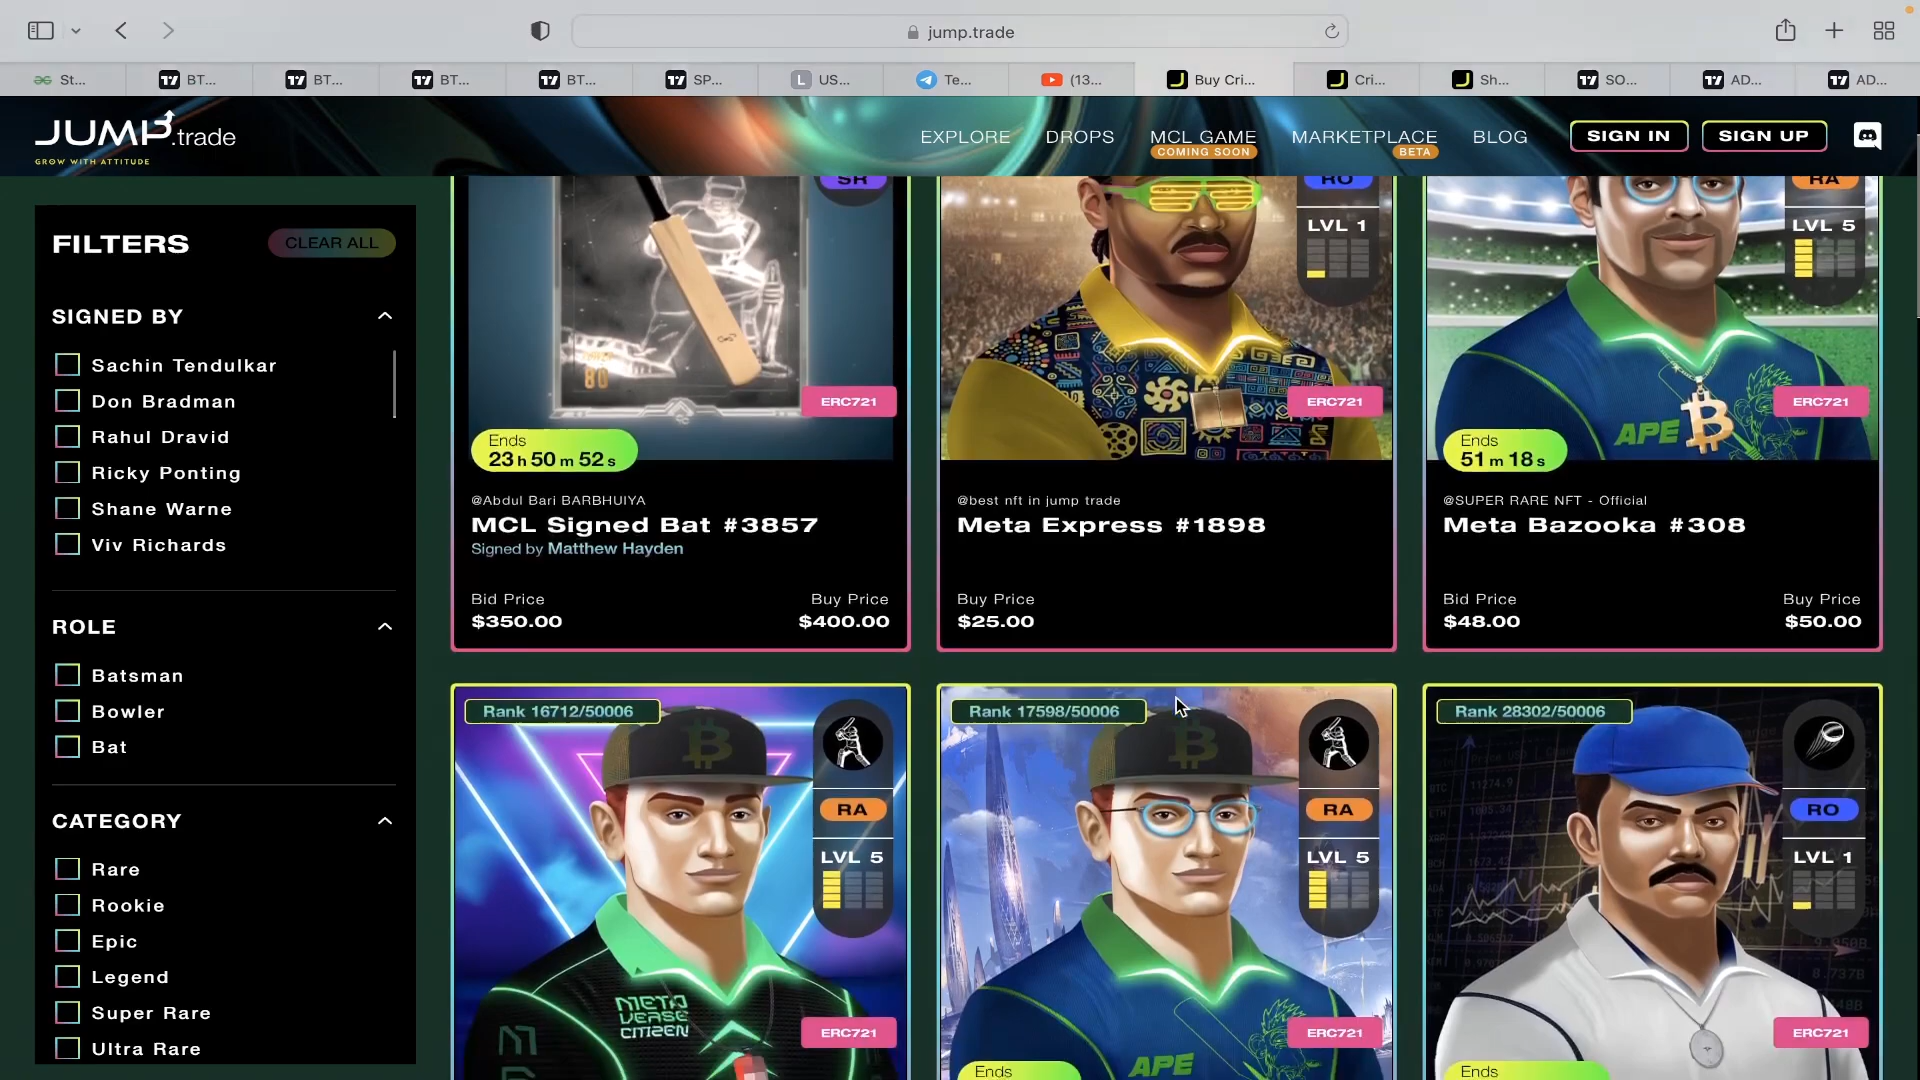 jump.trade
St...
BT...
BT...
BT...
BT...
SP...
L US...
Te...
(13...
Buy Cri...
Cri...
Sh...
SO...
AD...
AD...
JUMP.trade
GROW WITH ATTITUDE
EXPLORE
DROPS
MCL GAME
COMING SOON
MARKETPLACE
BETA
BLOG
SIGN IN
SIGN UP
FILTERS
CLEAR ALL
SIGNED BY
Sachin Tendulkar
Don Bradman
Rahul Dravid
Ricky Ponting
Shane Warne
Viv Richards
ROLE
Batsman
Bowler
Bat
CATEGORY
Rare
Rookie
Epic
Legend
Super Rare
Ultra Rare
SR
80
ERC721
Ends
23 h 50 m 52 s
@Abdul Bari BARBHUIYA
MCL Signed Bat #3857
Signed by Matthew Hayden
Bid Price
Buy Price
$350.00
$400.00
RO
LVL 1
ERC721
@best nft in jump trade
Meta Express #1898
Buy Price
$25.00
RA
LVL 5
APE
ERC721
Ends
51 m 18 s
@SUPER RARE NFT - Official
Meta Bazooka #308
Bid Price
Buy Price
$48.00
$50.00
Rank 16712/50006
RA
LVL 5
METO
VERSE
CITIZEN
ERC721
Rank 17598/50006
RA
LVL 5
APE
ERC721
Ends
Rank 28302/50006
RO
LVL 1
ERC721
Ends